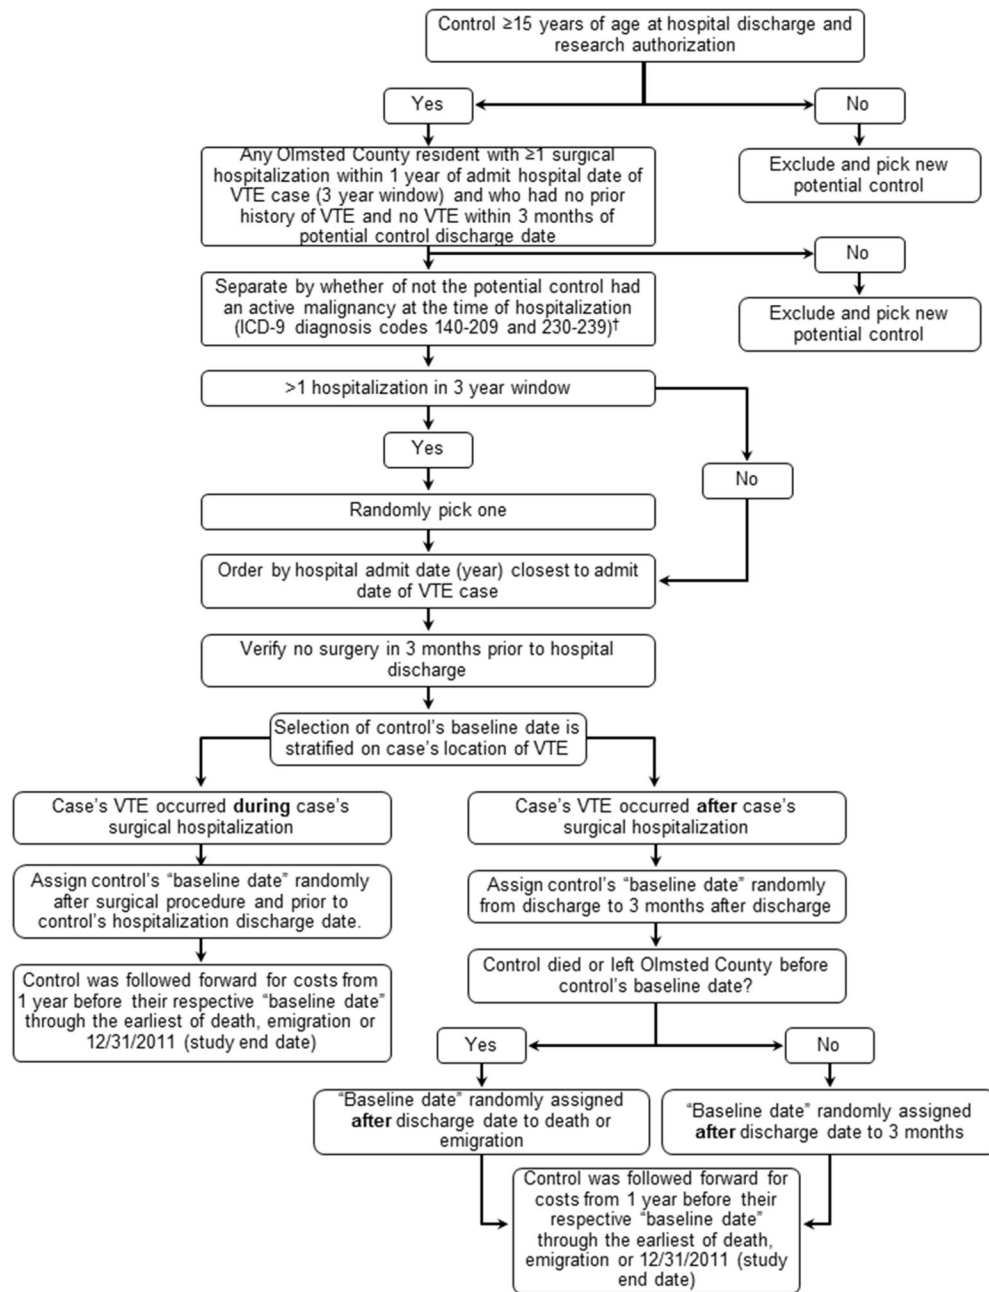 Control ≥15 years of age at hospital discharge and
research authorization
Yes
No
Any Olmsted County resident with ≥1 surgical
hospitalization within 1 year of admit hospital date of
VTE case (3 year window) and who had no prior
history of VTE and no VTE within 3 months of
potential control discharge date
Exclude and pick new
potential control
No
Separate by whether of not the potential control had
an active malignancy at the time of hospitalization
(ICD-9 diagnosis codes 140-209 and 230-239)†
Exclude and pick new
potential control
>1 hospitalization in 3 year window
Yes
No
Randomly pick one
Order by hospital admit date (year) closest to admit
date of VTE case
Verify no surgery in 3 months prior to hospital
discharge
Selection of control's baseline date is
stratified on case's location of VTE
Case's VTE occurred during case's
surgical hospitalization
Assign control's “baseline date” randomly
after surgical procedure and prior to
control's hospitalization discharge date.
Control was followed forward for costs from
1 year before their respective “baseline date”
through the earliest of death, emigration or
12/31/2011 (study end date)
Case's VTE occurred after case's
surgical hospitalization
Assign control's “baseline date” randomly
from discharge to 3 months after discharge
Control died or left Olmsted County before
control's baseline date?
Yes
No
“Baseline date” randomly assigned
after discharge date to death or
emigration
“Baseline date” randomly assigned
after discharge date to 3 months
Control was followed forward for
costs from 1 year before their
respective “baseline date”
through the earliest of death,
emigration or 12/31/2011 (study
end date)